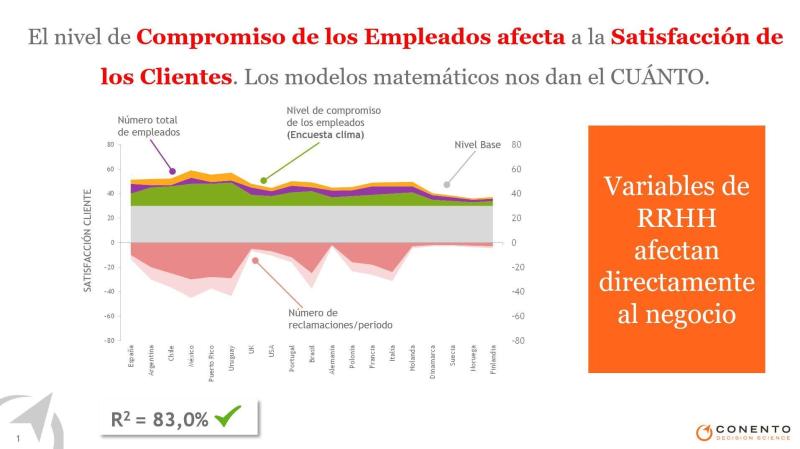 El nivel de Compromiso de los Empleados afecta a la Satisfacción de
los Clientes. Los modelos matemáticos nos dan el CUÁNTO.
Número total
de empleados
Nivel de compromiso
de los empleados
(Encuesta clima)
Nivel Base
SATISFACCIÓN CLIENTE
80
60
40
20
0
-20
-40
-60
-80
80
60
40
20
0
-20
-40
-60
-80
Número de
reclamaciones/periodo
España
Argentina
Chile
México
Puerto Rico
Uruguay
UK
USA
Portugal
Brasil
Alemania
Polonia
Francia
Italia
Holanda
Dinamarca
Suecia
Noruega
Finlandia
Variables de
RRHH
afectan
directamente
al negocio
R² = 83,0%
1
CONENTO
DECISION SCIENCE